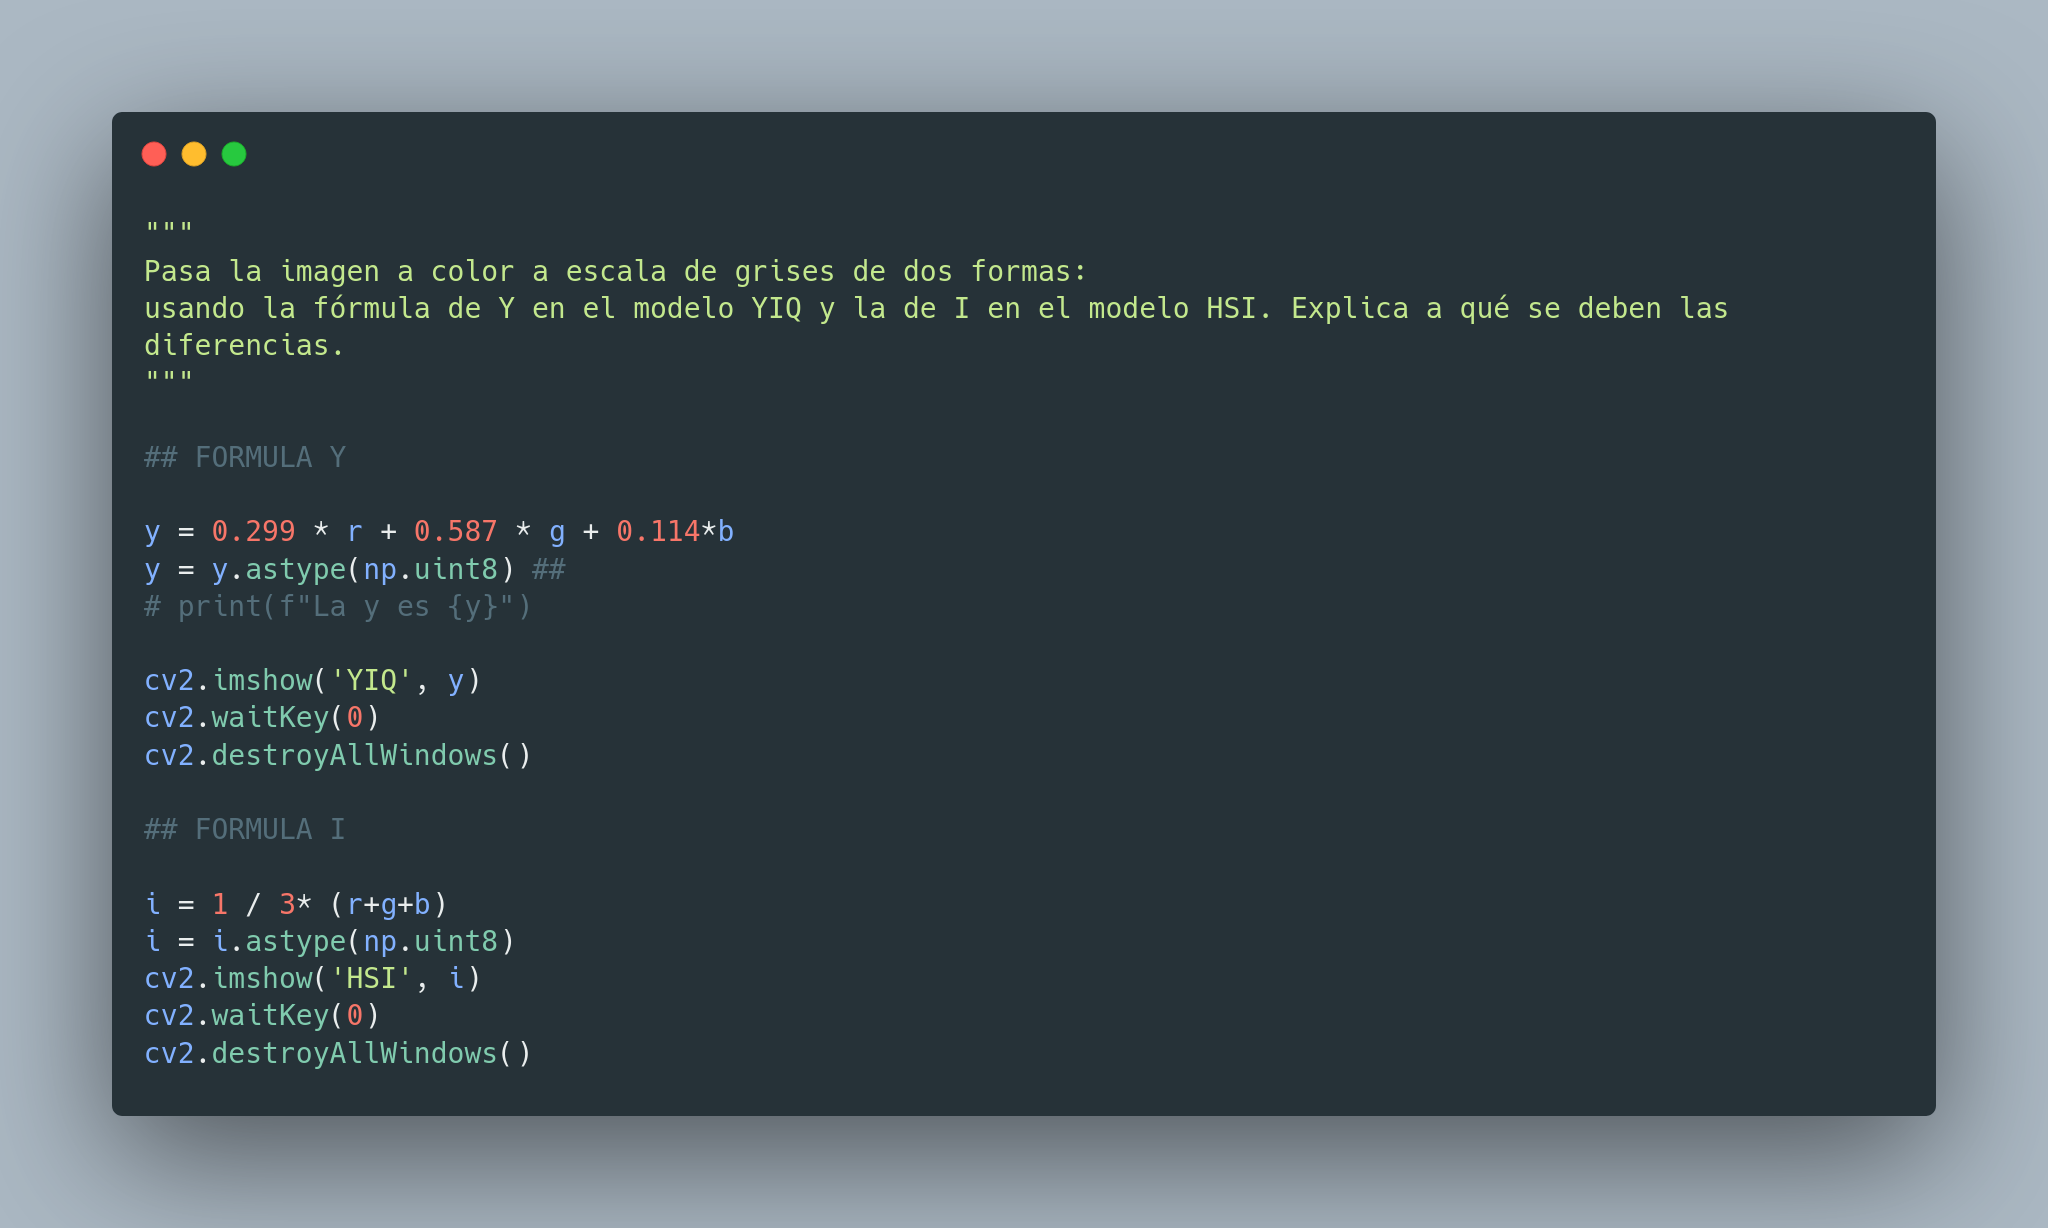 """
Pasa la imagen a color a escala de grises de dos formas:
usando la fórmula de Y en el modelo YIQ y la de I en el modelo HSI. Explica a qué se deben las
diferencias.
"""
## FORMULA Y
y = 0.299 * r + 0.587 * g + 0.114*b
y = y.astype(np.uint8) ##
# print(f"La y es {y}")
cv2.imshow('YIQ', y)
cv2.waitKey(0)
cv2.destroyAllWindows()
## FORMULA I
i = 1 / 3* (r+g+b)
i = i.astype(np.uint8)
cv2.imshow('HSI', i)
cv2.waitKey(0)
cv2.destroyAllWindows()